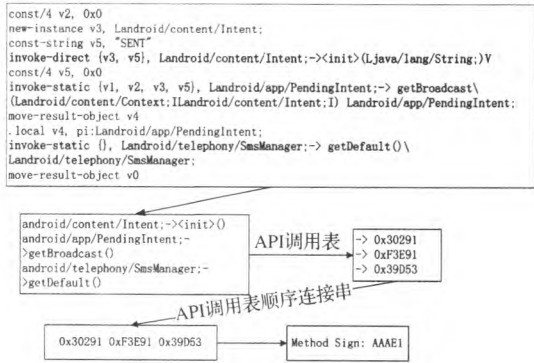 const/4 v2, 0x0
new-instance v3, Landroid/content/Intent;
const-string v5, "SENT"
invoke-direct {v3, v5}, Landroid/content/Intent;-><init>(Ljava/lang/String;)V
const/4 v5, 0x0
invoke-static {v1, v2, v3, v5}, Landroid/app/PendingIntent;-> getBroadcast\
(Landroid/content/Context;ILandroid/content/Intent;I) Landroid/app/PendingIntent;
move-result-object v4
.local v4, pi:Landroid/app/PendingIntent;
invoke-static {}, Landroid/telephony/SmsManager;-> getDefault()\
Landroid/telephony/SmsManager;
move-result-object v0
android/content/Intent;-><init>()
android/app/PendingIntent;-
>getBroadcast()
android/telephony/SmsManager;-
>getDefault()
API调用表
-> 0x30291
-> 0xF3E91
-> 0x39D53
API调用表顺序连接串
0x30291 0xF3E91 0x39D53
Method Sign: AAAE1